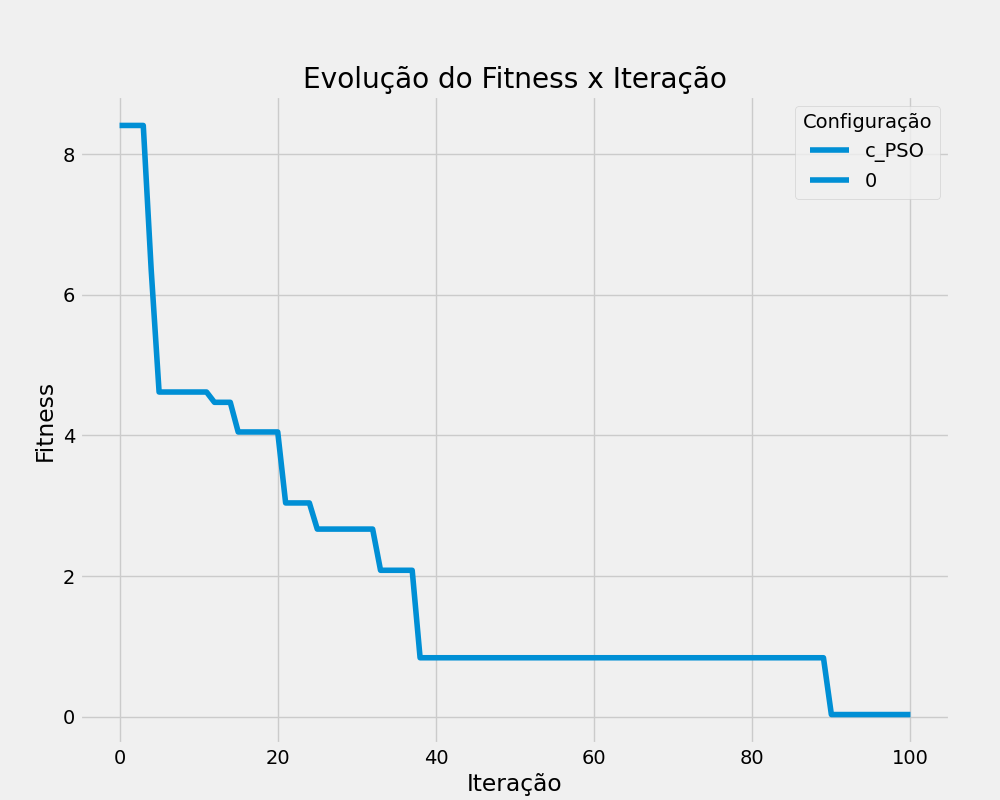 Evolução do Fitness x Iteração
Configuração
c_PSO
0
Fitness
8
6
4
2
0
0 20 40 60 80 100
Iteração